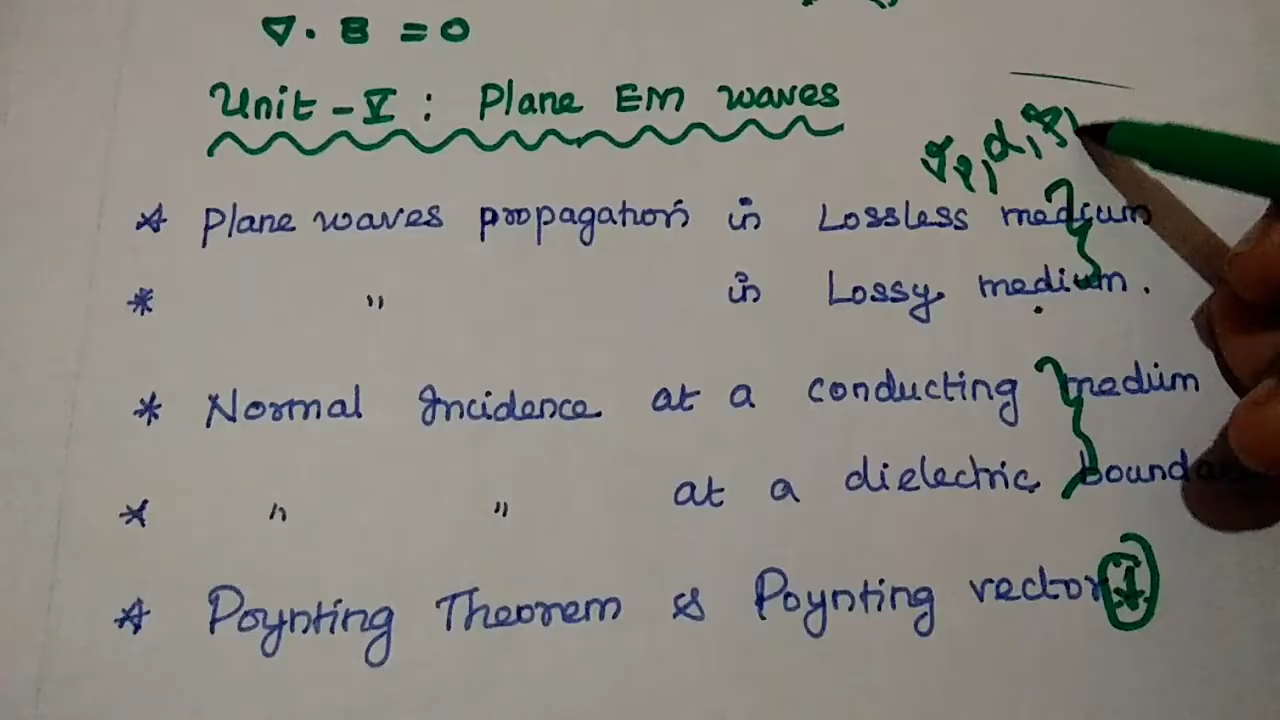 ∇. B = 0
Unit-V: Plane EM waves
* Plane waves propagation in Lossless medium
* " in Lossy medium.
* Normal Incidence at a conducting medium
* " " at a dielectric
* Poynting Theorem & Poynting vector